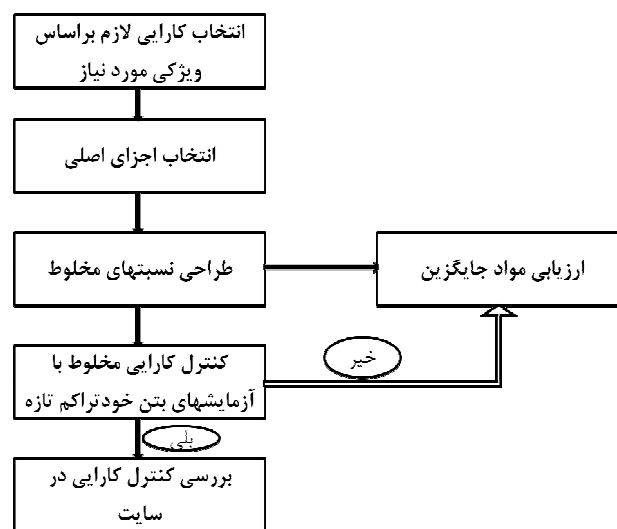 انتخاب کارایی لازم براساس
ویژکی مورد نیاز
انتخاب اجزای اصلی
طراحی نسبتهای مخلوط
ارزیابی مواد جایگزین
خیر
کنترل کارایی مخلوط با
آزمایشهای بتن خودتراکم تازه
بلی
بررسی کنترل کارایی در
سایت